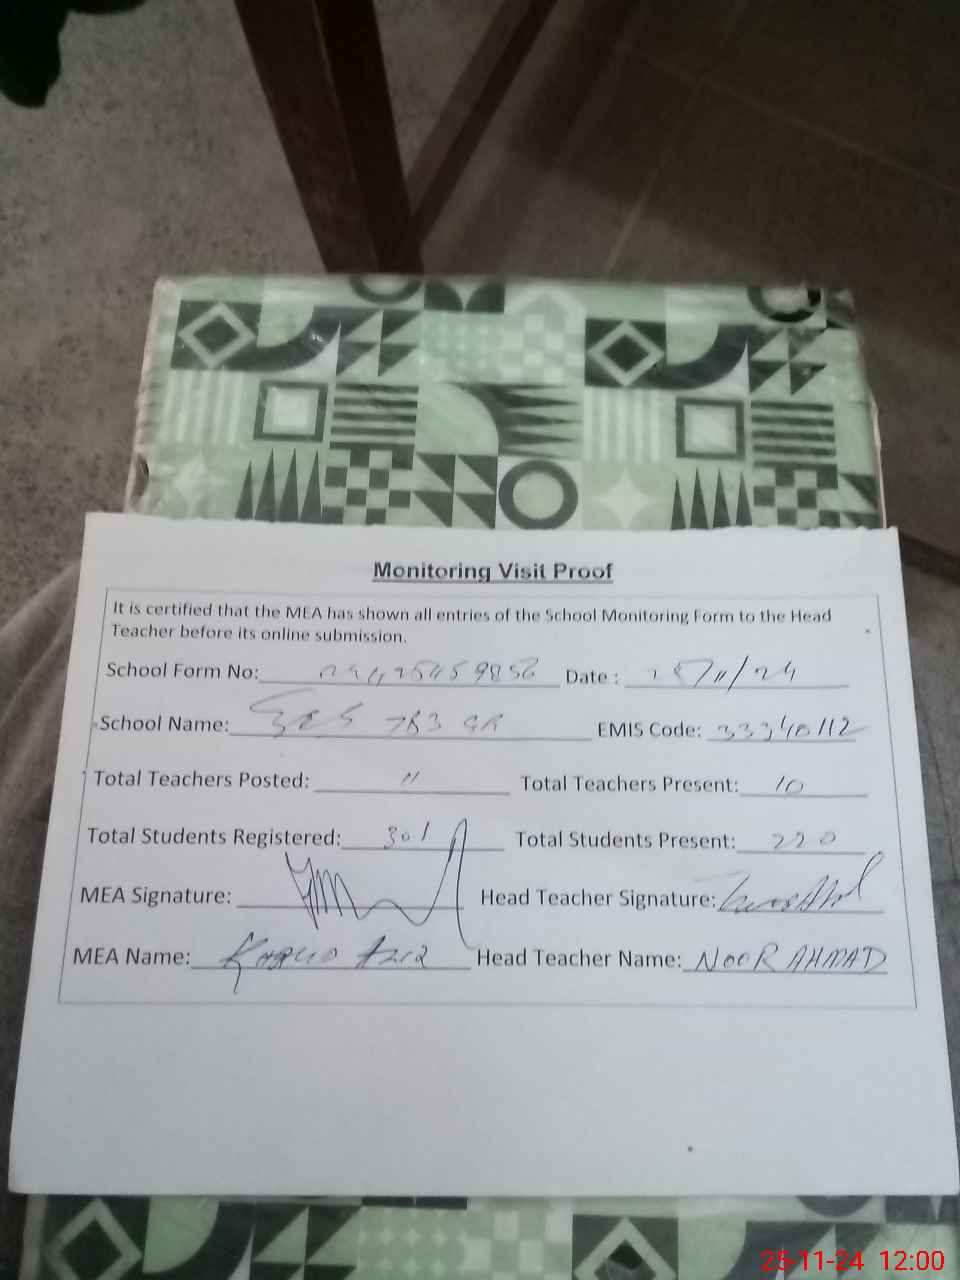 Monitoring Visit Proof
It is certified that the MEA has shown all entries of the School Monitoring Form to the Head
Teacher before its online submission.
School Form No: Date : 25/11/24
School Name: EMIS Code: 33340112
Total Teachers Posted: 11 Total Teachers Present: 10
Total Students Registered: 301 Total Students Present:
MEA Signature: Head Teacher Signature:
MEA Name: Head Teacher Name: NOOR AHMAD
25-11-24 12:00